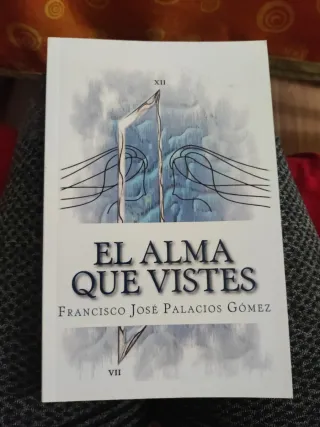 XII
EL ALMA
QUE VISTES
FRANCISCO JOSÉ PALACIOS GÓMEZ
VII